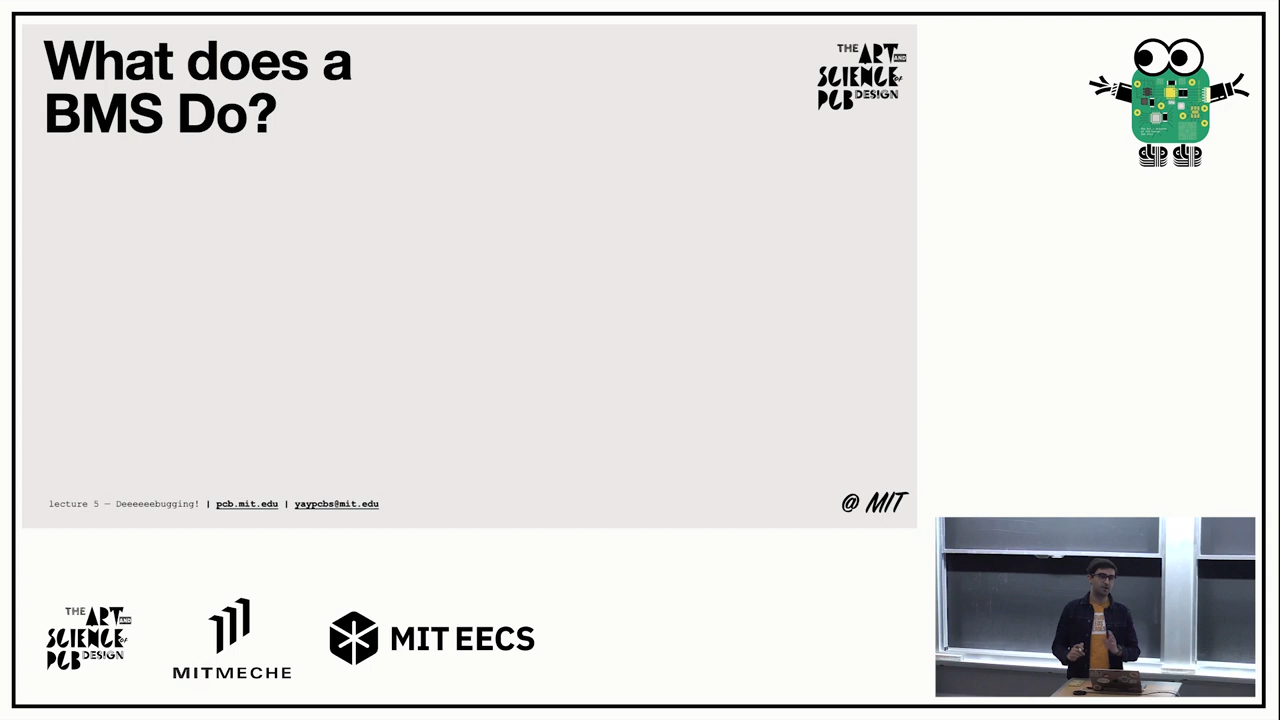 What does a
BMS Do?
THE ART AND
SCIENCE of
PCB DESIGN
lecture 5 — Deeeeeebugging! | pcb.mit.edu | yaypcbs@mit.edu
@ MIT
THE ART AND
SCIENCE of
PCB DESIGN
MITMECHE
MIT EECS